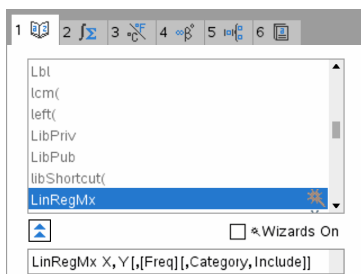 1 2 ∫Σ 3 °C°F 4 ∞β° 5 6
Lbl
lcm(
left(
LibPriv
LibPub
libShortcut(
LinRegMx
Wizards On
LinRegMx X,Y[,[Freq][,Category,Include]]